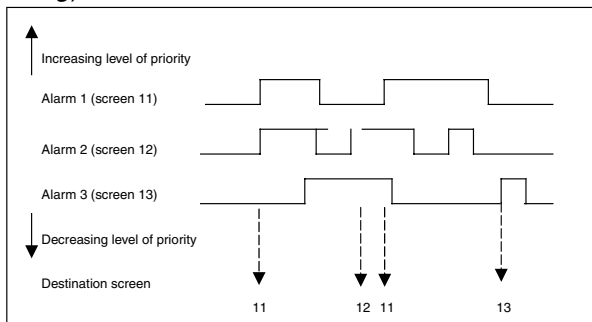 Increasing level of priority
Alarm 1 (screen 11)
Alarm 2 (screen 12)
Alarm 3 (screen 13)
Decreasing level of priority
Destination screen
11 12 11 13